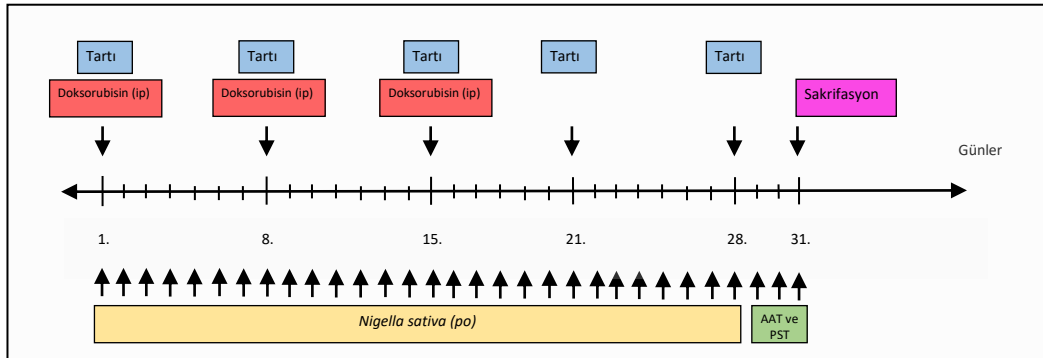 Tartı Tartı Tartı Tartı Tartı
Doksorubisin (ip) Doksorubisin (ip) Doksorubisin (ip) Sakrifasyon
Günler
1. 8. 15. 21. 28. 31.
Nigella sativa (po) AAT ve
PST